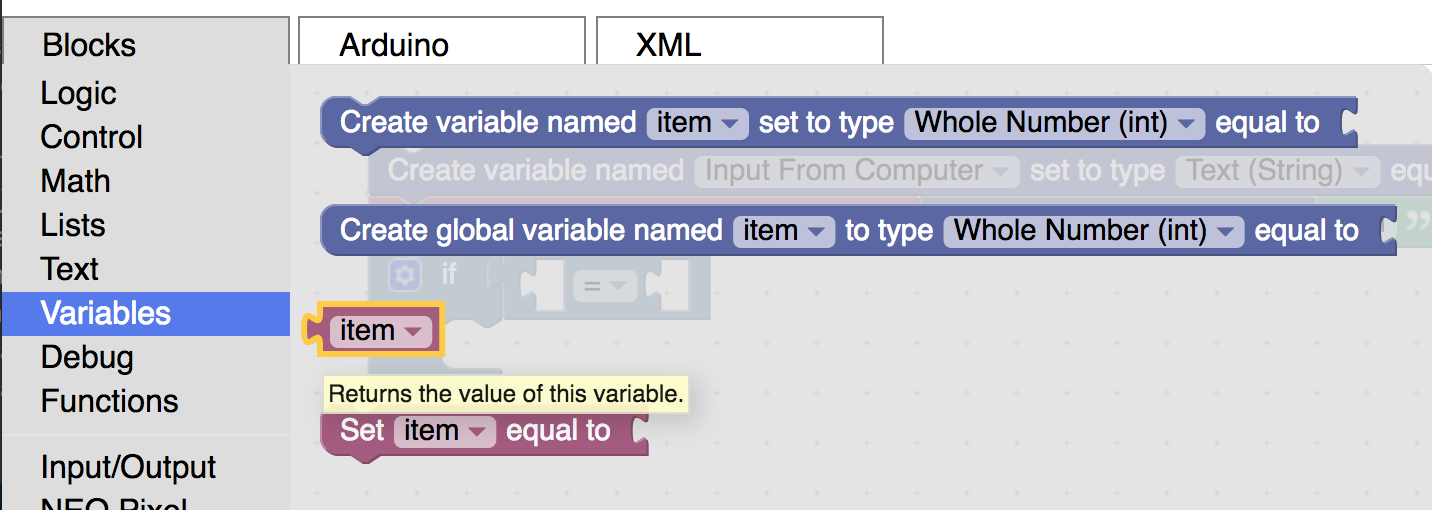 Blocks Arduino XML
Logic
Control
Math
Lists
Text
Variables
Debug
Functions
Input/Output
NEO Pixel
Create variable named item set to type Whole Number (int) equal to
Create variable named Input From Computer set to type Text (String) equ
Create global variable named item to type Whole Number (int) equal to
”
if =
item
Returns the value of this variable.
Set item equal to